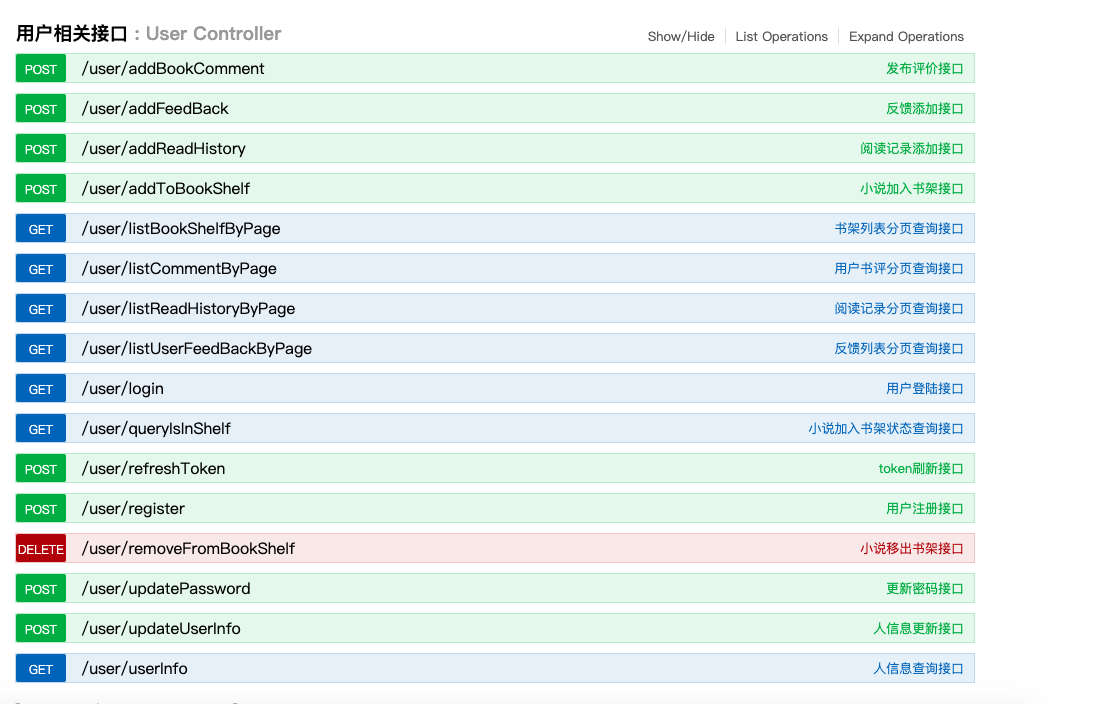 用户相关接口 : User Controller
Show/Hide List Operations Expand Operations
POST /user/addBookComment 发布评价接口
POST /user/addFeedBack 反馈添加接口
POST /user/addReadHistory 阅读记录添加接口
POST /user/addToBookShelf 小说加入书架接口
GET /user/listBookShelfByPage 书架列表分页查询接口
GET /user/listCommentByPage 用户书评分页查询接口
GET /user/listReadHistoryByPage 阅读记录分页查询接口
GET /user/listUserFeedBackByPage 反馈列表分页查询接口
GET /user/login 用户登陆接口
GET /user/queryIsInShelf 小说加入书架状态查询接口
POST /user/refreshToken token刷新接口
POST /user/register 用户注册接口
DELETE /user/removeFromBookShelf 小说移出书架接口
POST /user/updatePassword 更新密码接口
POST /user/updateUserInfo 人信息更新接口
GET /user/userInfo 人信息查询接口